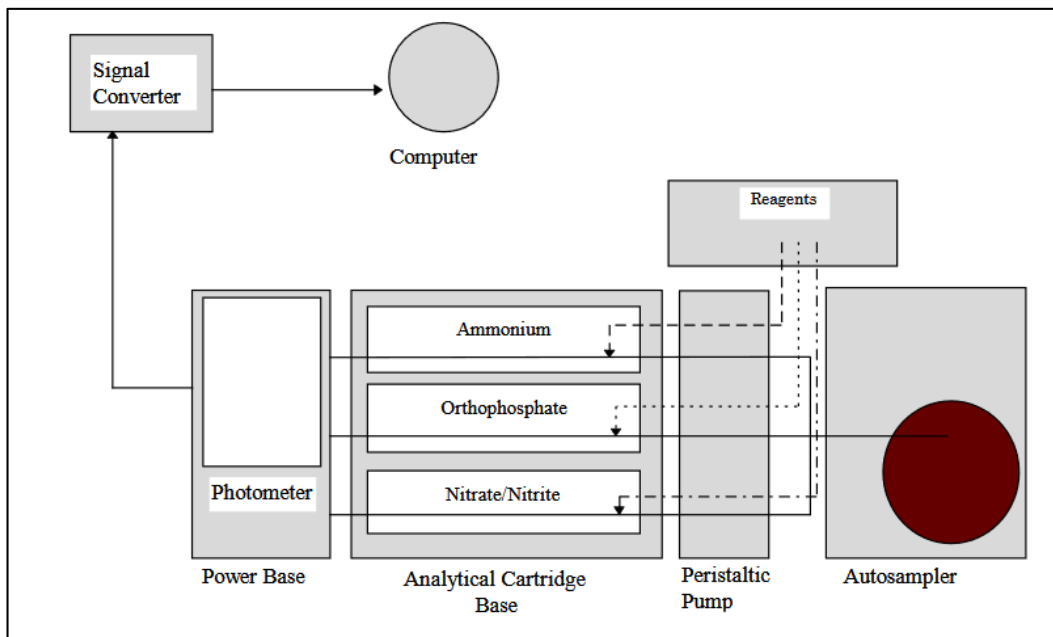 Signal
Converter
Computer
Reagents
Ammonium
Orthophosphate
Nitrate/Nitrite
Photometer
Power Base
Analytical Cartridge
Base
Peristaltic
Pump
Autosampler